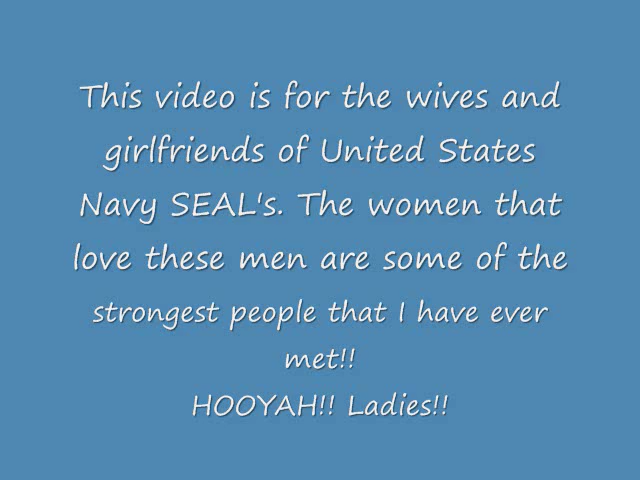 This video is for the wives and
girlfriends of United States
Navy SEAL's. The women that
love these men are some of the
strongest people that I have ever
met!!
HOOYAH!! Ladies!!